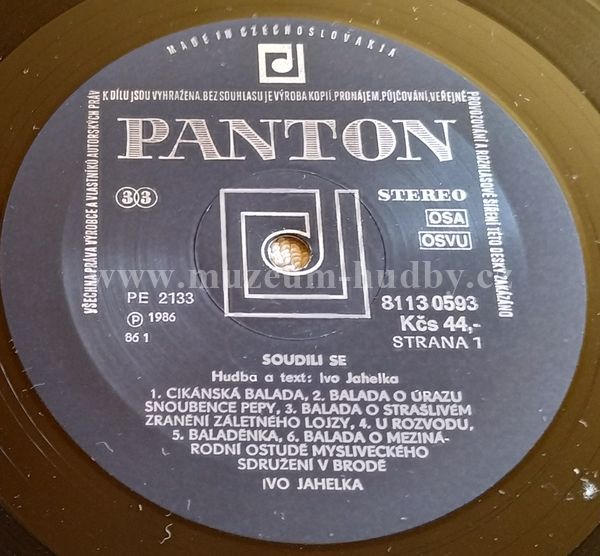 MADE IN CZECHOSLOVAKIA
VŠECHNA PRÁVA VÝROBCE A VLASTNÍKŮ AUTORSKÝCH PRÁV K DÍLU JSOU VYHRAŽENA. BEZ SOUHLASU JE VÝROBA KOPIÍ, PRONÁJEM, PŮJČOVÁNÍ, VEŘEJNÉ PROVOZOVÁNÍ A ROZHLASOVÉ ŠÍŘENÍ TÉTO DESKY ZAKÁZÁNO
PANTON
33 STEREO
OSA
OSVU
www.muzeum-hudby.cz
PE 2133 8113 0593
Ⓟ 1986 Kčs 44,-
86 1 STRANA 1
SOUDILI SE
Hudba a text: Ivo Jahelka
1. CIKÁNSKÁ BALADA, 2. BALADA O ÚRAZU
SNOUBENCE PEPY, 3. BALADA O STRAŠLIVÉM
ZRANĚNÍ ZÁLETNÉHO LOJZY, 4. U ROZVODU,
5. BALADĚNKA, 6. BALADA O MEZINÁ-
RODNÍ OSTUDĚ MYSLIVECKÉHO
SDRUŽENÍ V BRODĚ
IVO JAHELKA